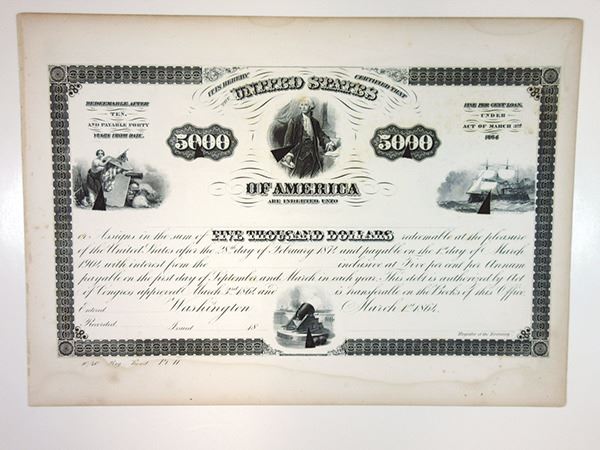 IT IS HEREBY CERTIFIED THAT
THE UNITED STATES
REDEEMABLE AFTER
TEN,
AND PAYABLE FORTY
YEARS FROM DATE.
FIVE PER CENT LOAN,
UNDER
ACT OF MARCH 3RD
1864
5000
5000
OF AMERICA
ARE INDEBTED UNTO
or Assigns in the sum of FIVE THOUSAND DOLLARS redeemable at the pleasure
of the United States after the 28th day of February 1874 and payable on the 1st day of March
1904 with interest from the inclusive at Five per cent per Annum
payable on the first day of September and March in each year. This debt is authorized by Act
of Congress approved March 3rd 1864 and is transferable on the Books of this Office
Entered Washington March 1st 1864.
Recorded Issued 18
Register of the Treasury
10/40 Reg